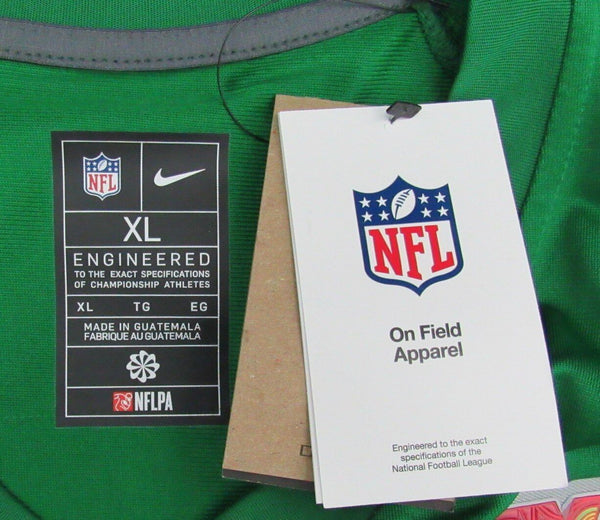 NFL
XL
ENGINEERED
TO THE EXACT SPECIFICATIONS
OF CHAMPIONSHIP ATHLETES
XL TG EG
MADE IN GUATEMALA
FABRIQUE AU GUATEMALA
NFLPA
NFL
On Field
Apparel
Engineered to the exact
specifications of the
National Football League